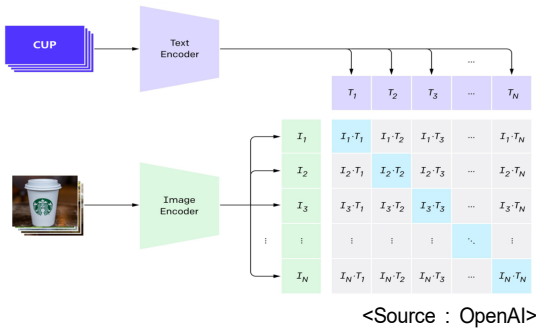 CUP
Text
Encoder
...
T1 T2 T3 ... TN
I1 I1·T1 I1·T2 I1·T3 ... I1·TN
I2 I2·T1 I2·T2 I2·T3 ... I2·TN
Image
Encoder
I3 I3·T1 I3·T2 I3·T3 ... I3·TN
⋮ ⋮ ⋮ ⋮ ⋮ ⋱ ⋮
IN IN·T1 IN·T2 IN·T3 ... IN·TN
<Source : OpenAI>